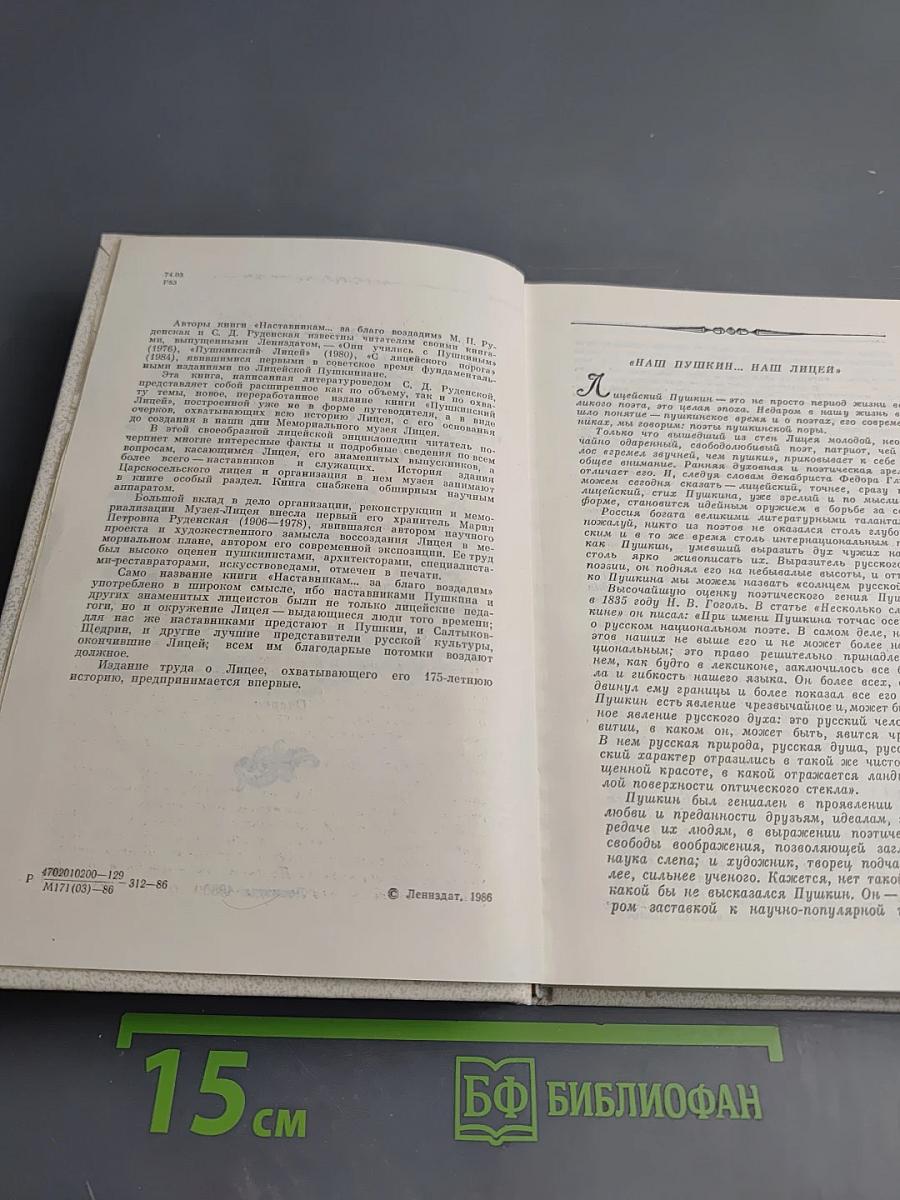 74.03
Р83
Авторы книги «Наставникам... за благо воздадим» М. П. Ру-
денская и С. Д. Руденская известны читателям своими книга-
ми, выпущенными Лениздатом,— «Они учились с Пушкиным»
(1976), «Пушкинский Лицей» (1980), «С лицейского порога»
(1984), явившимися первыми в советское время фундаменталь-
ными изданиями по Лицейской Пушкиниане.
Эта книга, написанная литературоведом С. Д. Руденской,
представляет собой расширенное как по объему, так и по охва-
ту темы, новое, переработанное издание книги «Пушкинский
Лицей», построенной уже не в форме путеводителя, а в виде
очерков, охватывающих всю историю Лицея, с его основания
до создания в наши дни Мемориального музея Лицея.
В этой своеобразной лицейской энциклопедии читатель по-
черпнет многие интересные факты и подробные сведения по всем
вопросам, касающимся Лицея, его знаменитых выпускников, а
более всего — наставников и служащих. История здания
Царскосельского лицея и организация в нем музея занимают
в книге особый раздел. Книга снабжена обширным научным
аппаратом.
Большой вклад в дело организации, реконструкции и мемо-
риализации Музея-Лицея внесла первый его хранитель Мария
Петровна Руденская (1906—1978), явившаяся автором научного
проекта и художественного замысла воссоздания Лицея в ме-
мориальном плане, автором его современной экспозиции. Ее труд
был высоко оценен пушкинистами, архитекторами, специалиста-
ми-реставраторами, искусствоведами, отмечен в печати.
Само название книги «Наставникам... за благо воздадим»
употреблено в широком смысле, ибо наставниками Пушкина и
других знаменитых лицеистов были не только лицейские педа-
гоги, но и окружение Лицея — выдающиеся люди того времени;
для нас же наставниками предстают и Пушкин, и Салтыков-
Щедрин, и другие лучшие представители русской культуры,
окончившие Лицей; всем им благодарные потомки воздают
должное.
Издание труда о Лицее, охватывающего его 175-летнюю
историю, предпринимается впервые.
Р 4702010200—129
М171(03)—86 —312—86
© Лениздат, 1986
«НАШ ПУШКИН... НАШ ЛИЦЕЙ»
Лицейский Пушкин — это не просто период жизни ве
ликого поэта, это целая эпоха. Недаром в нашу жизнь в
шло понятие — пушкинское время и о поэтах, его совре
никах, мы говорим: поэты пушкинской поры.
Только что вышедший из стен Лицея молодой, нео
чайно одаренный, свободолюбивый поэт, патриот, чей
лос «гремел звучней, чем пушки», приковывает к себе
общее внимание. Ранняя духовная и поэтическая зрел
отличает его. И, следуя словам декабриста Федора Гл
можем сегодня сказать — лицейский, точнее, сразу п
лицейский, стих Пушкина, уже зрелый и по мысли
форме, становится идейным оружием в борьбе за св
Россия богата великими литературными талантам
пожалуй, никто из поэтов не оказался столь глубо
ским и в то же время столь интернациональным п
как Пушкин, умевший выразить дух чужих на
столь ярко живописать их. Выразитель русского
поэзии, он поднял его на небывалые высоты, и отт
ко Пушкина мы можем назвать «солнцем русской
Высочайшую оценку поэтического гения Пуш
в 1835 году Н. В. Гоголь. В статье «Несколько сл
кине» он писал: «При имени Пушкина тотчас осе
о русском национальном поэте. В самом деле, н
этов наших не выше его и не может более на
циональным; это право решительно принадле
нем, как будто в лексиконе, заключилось все б
ла и гибкость нашего языка. Он более всех,
двинул ему границы и более показал все его
Пушкин есть явление чрезвычайное и, может б
ное явление русского духа: это русский чело
витии, в каком он, может быть, явится чр
В нем русская природа, русская душа, русс
ский характер отразились в такой же чисто
щенной красоте, в какой отражается ланд
лой поверхности оптического стекла».
Пушкин был гениален в проявлении
любви и преданности друзьям, идеалам,
редаче их людям, в выражении поэтиче
свободы воображения, позволяющей загл
наука слепа; и художник, творец подча
лее, сильнее ученого. Кажется, нет такой
какой бы не высказался Пушкин. Он —
ром заставкой к научно-популярной т
15 см
БФ БИБЛИОФАН